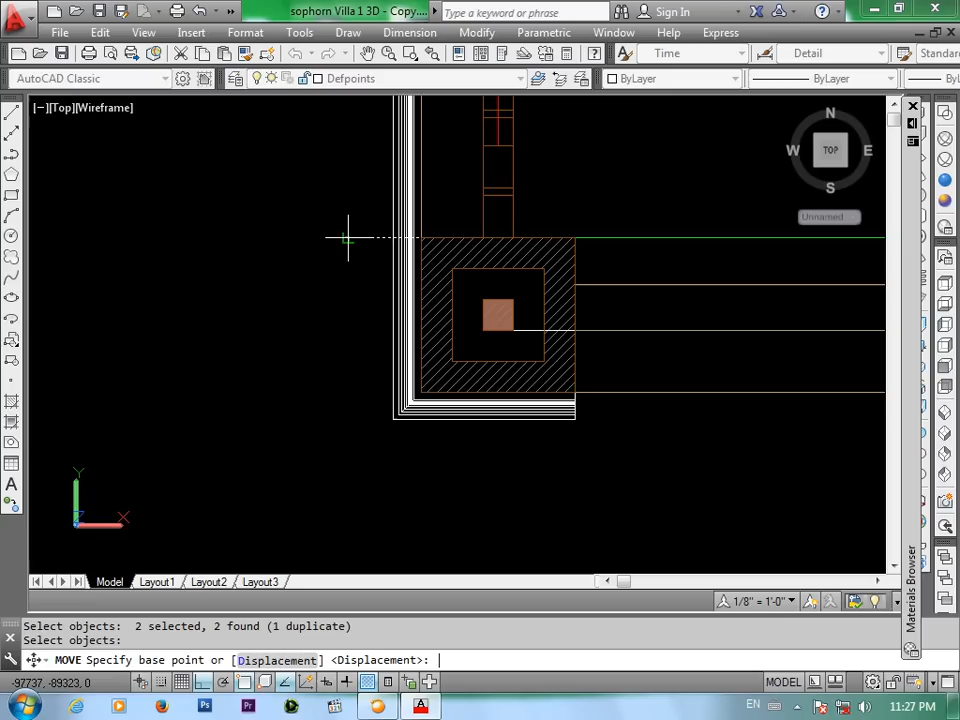 sophorn Villa 1 3D - Copy....
Type a keyword or phrase
Sign In
File Edit View Insert Format Tools Draw Dimension Modify Parametric Window Help Express
Time
Detail
Standar
AutoCAD Classic
Defpoints
ByLayer
ByLayer
ByL
[−][Top][Wireframe]
N
W TOP E
S
Unnamed
Y
X
Materials Browser
Model Layout1 Layout2 Layout3
1/8" = 1'-0"
Select objects: 2 selected, 2 found (1 duplicate)
Select objects:
MOVE Specify base point or [Displacement] <Displacement>:
-97737, -89323, 0
MODEL
EN
11:27 PM